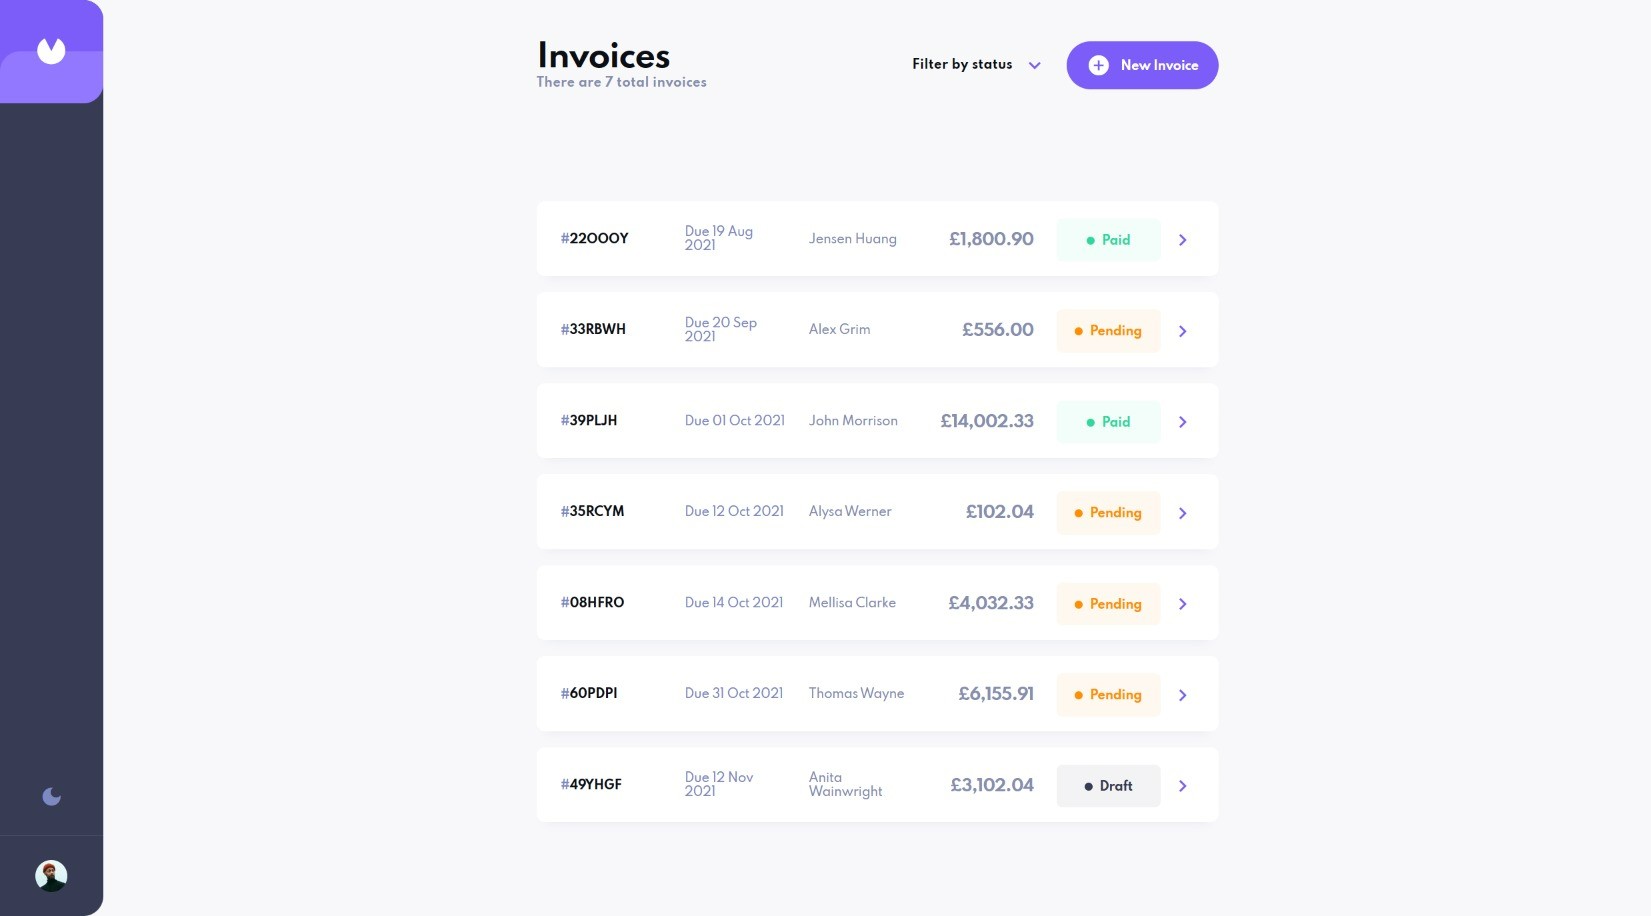 Invoices
There are 7 total invoices
Filter by status
New Invoice
#22OOOY
Due 19 Aug
2021
Jensen Huang
£1,800.90
Paid
#33RBWH
Due 20 Sep
2021
Alex Grim
£556.00
Pending
#39PLJH
Due 01 Oct 2021
John Morrison
£14,002.33
Paid
#35RCYM
Due 12 Oct 2021
Alysa Werner
£102.04
Pending
#08HFRO
Due 14 Oct 2021
Mellisa Clarke
£4,032.33
Pending
#60PDPI
Due 31 Oct 2021
Thomas Wayne
£6,155.91
Pending
#49YHGF
Due 12 Nov
2021
Anita
Wainwright
£3,102.04
Draft